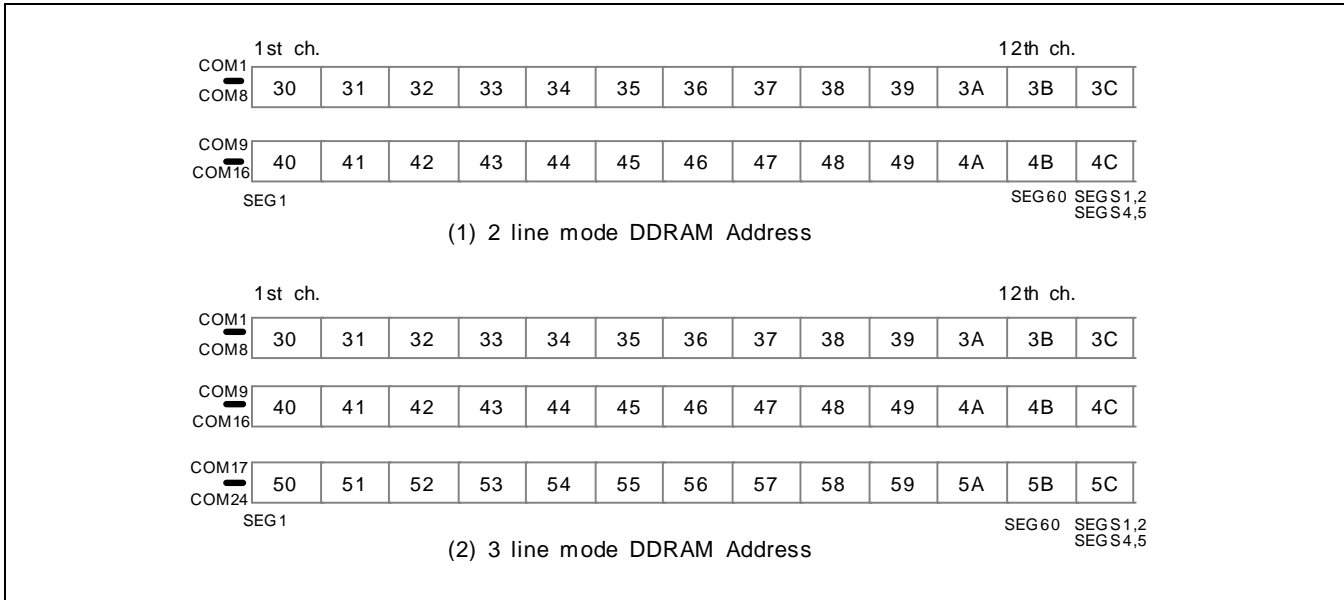 1st ch. 12th ch.
COM1
COM8
30 31 32 33 34 35 36 37 38 39 3A 3B 3C
COM9
COM16
40 41 42 43 44 45 46 47 48 49 4A 4B 4C
SEG1 SEG60 SEGS1,2
SEGS4,5
(1) 2 line mode DDRAM Address
1st ch. 12th ch.
COM1
COM8
30 31 32 33 34 35 36 37 38 39 3A 3B 3C
COM9
COM16
40 41 42 43 44 45 46 47 48 49 4A 4B 4C
COM17
COM24
50 51 52 53 54 55 56 57 58 59 5A 5B 5C
SEG1 SEG60 SEGS1,2
SEGS4,5
(2) 3 line mode DDRAM Address